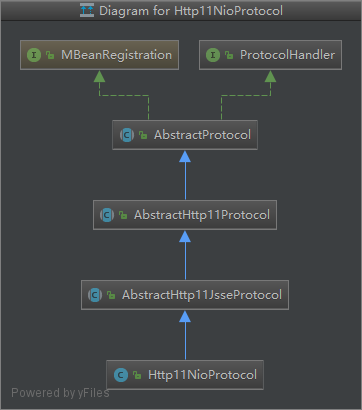 Diagram for Http11NioProtocol
I MBeanRegistration
I ProtocolHandler
C AbstractProtocol
C AbstractHttp11Protocol
C AbstractHttp11JsseProtocol
C Http11NioProtocol
Powered by yFiles